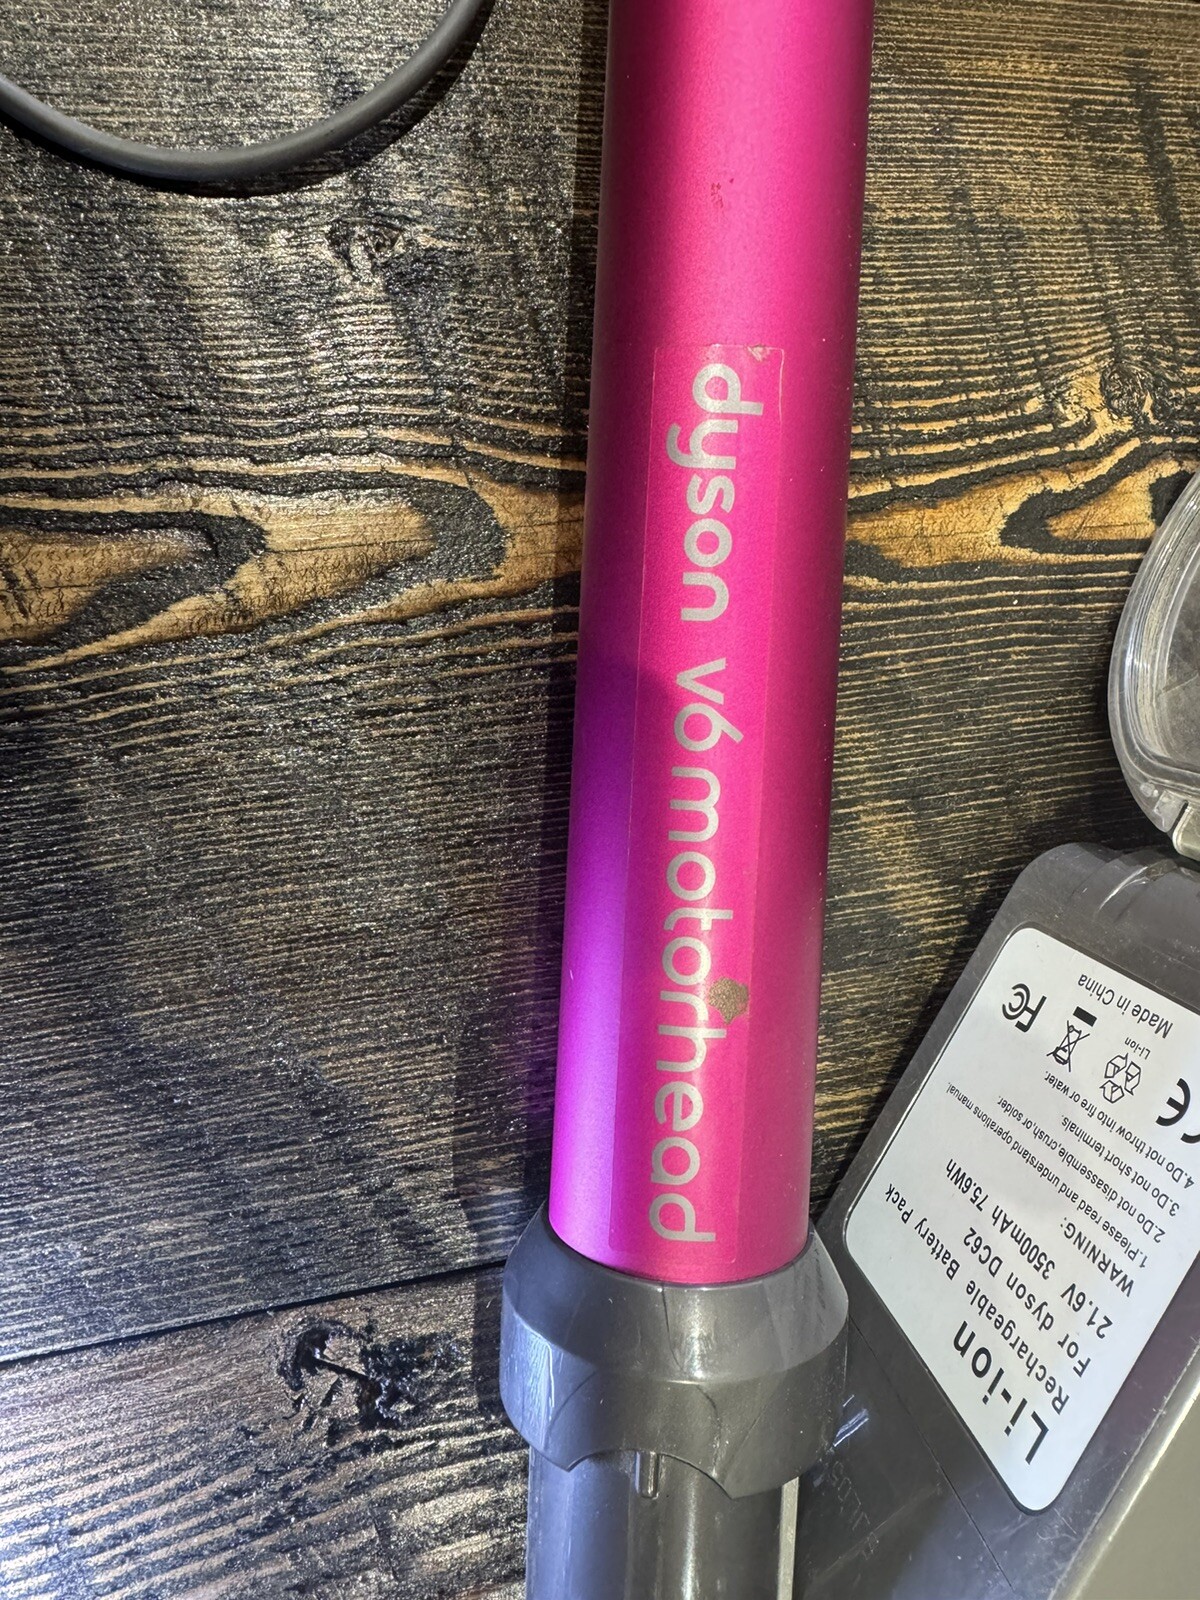 dyson v6 motorhead
Li-ion
Rechargeable Battery Pack
For dyson DC62
21.6V 3500mAh 75.6Wh
WARNING:
1.Please read and understand operations manual.
2.Do not disassemble,crush,or solder.
3.Do not short terminals.
4.Do not throw into fire or water.
Li-ion
FC
CE
Made in China